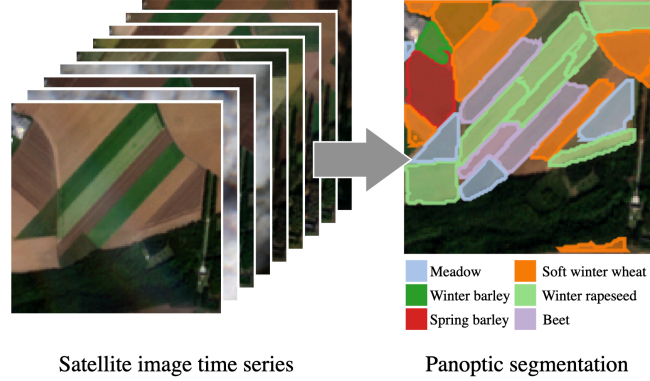 Meadow
Soft winter wheat
Winter barley
Winter rapeseed
Spring barley
Beet
Satellite image time series
Panoptic segmentation